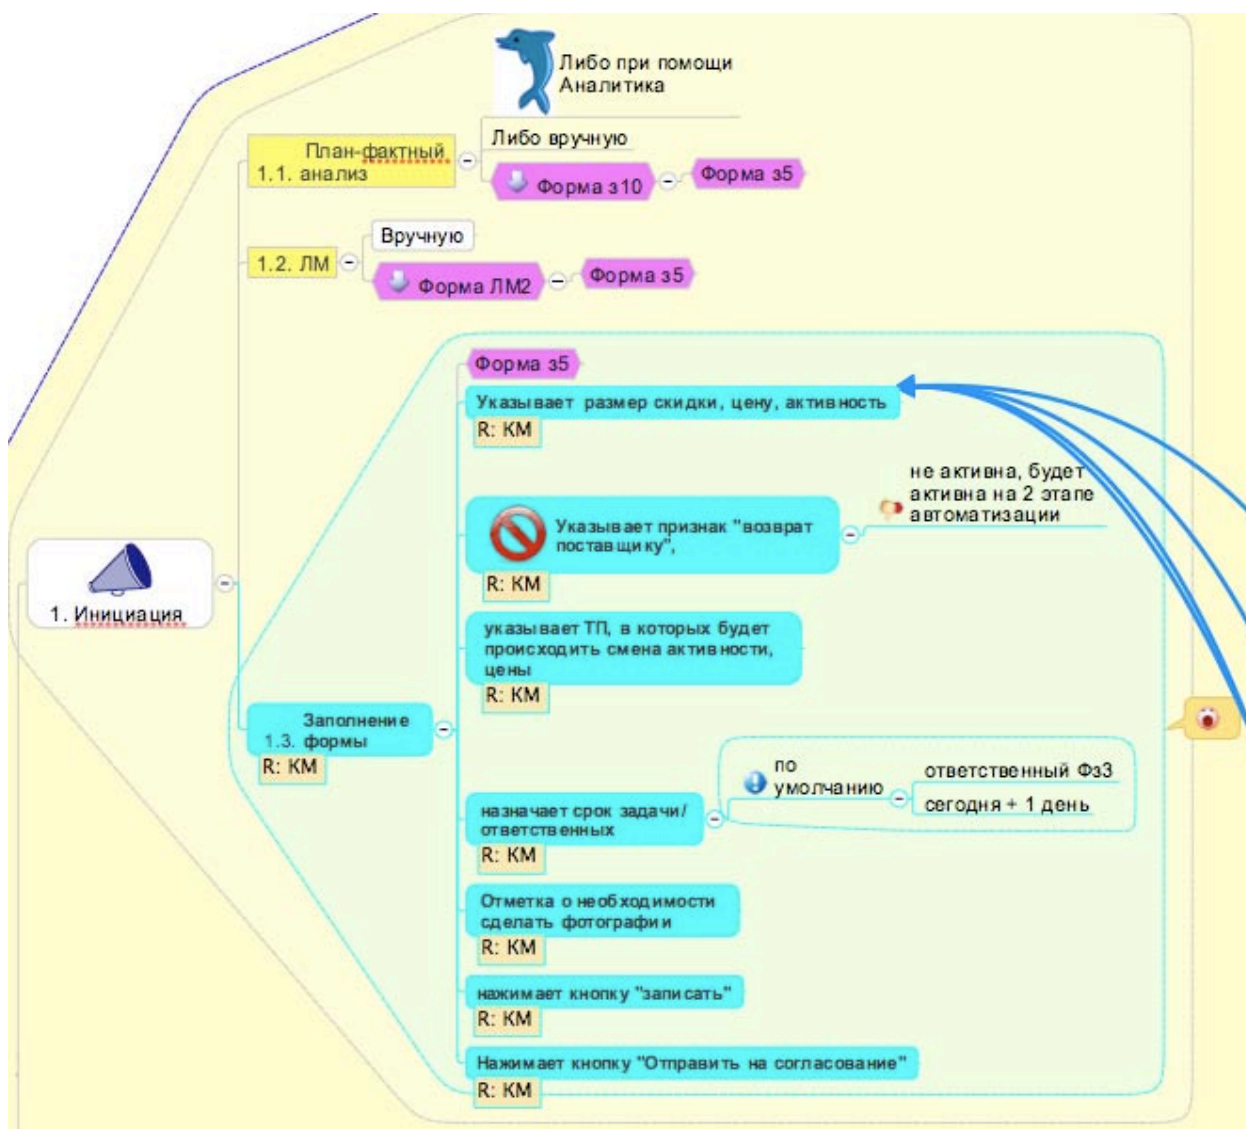 Либо при помощи
Аналитика
Либо вручную
План-фактный
1.1. анализ
Форма з10
Форма з5
Вручную
1.2. ЛМ
Форма ЛМ2
Форма з5
Форма з5
Указывает размер скидки, цену, активность
R: КМ
не активна, будет
активна на 2 этапе
автоматизации
Указывает признак "возврат
поставщику",
R: КМ
1. Инициация
указывает ТП, в которых будет
происходить смена активности,
цены
R: КМ
Заполнение
1.3. формы
R: КМ
по
умолчанию
ответственный Фз3
сегодня + 1 день
назначает срок задачи/
ответственных
R: КМ
Отметка о необходимости
сделать фотографии
R: КМ
нажимает кнопку "записать"
R: КМ
Нажимает кнопку "Отправить на согласование"
R: КМ